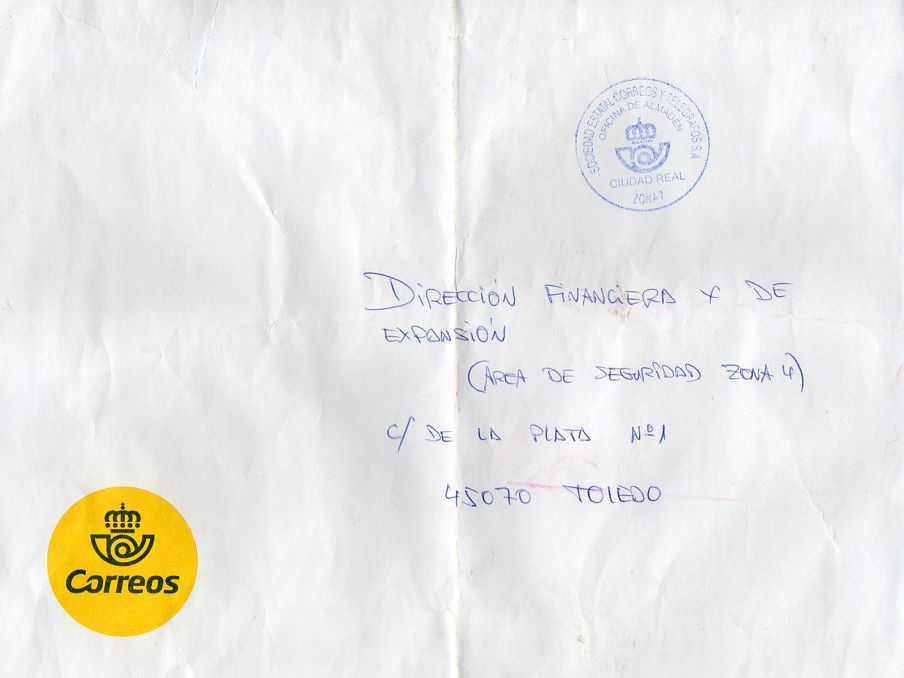 SOCIEDAD ESTATAL CORREOS Y TELEGRAFOS S.A
OFICINA DE ALMADEN
CIUDAD REAL
ZONA 7
DIRECCIÓN FINANCIERA Y DE
EXPANSIÓN
(ÁREA DE SEGURIDAD ZONA 4)
C/ DE LA PLATA Nº1
45070 TOLEDO
Correos